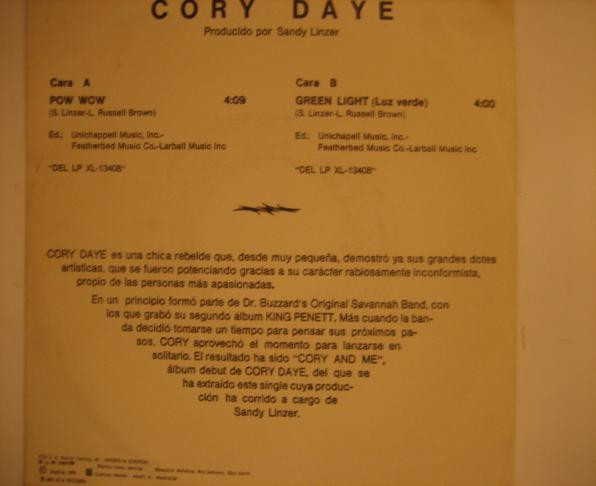 CORY DAYE
Producido por Sandy Linzer
Cara A
POW WOW 4:09
(S. Linzer-L. Russell Brown)
Ed.: Unichappell Music, Inc.-
Featherbed Music Co.-Larball Music Inc
"DEL LP XL-13408"
Cara B
GREEN LIGHT (Luz verde) 4:00
(S. Linzer-L. Russell Brown)
Ed.: Unichapell Music, Inc.-
Featherbed Music Co-Larball Music Inc
"DEL LP XL-13408"
CORY DAYE es una chica rebelde que, desde muy pequeña, demostró ya sus grandes dotes
artísticas, que se fueron potenciando gracias a su carácter rabiosamente inconformista,
propio de las personas más apasionadas.
En un principio formó parte de Dr. Buzzard's Original Savannah Band, con
los que grabó su segundo álbum KING PENETT. Más cuando la ban-
da decidió tomarse un tiempo para pensar sus próximos pa-
sos, CORY aprovechó el momento para lanzarse en
solitario. El resultado ha sido "CORY AND ME",
álbum debut de CORY DAYE, del que se
ha extraído este single cuya produc-
ción ha corrido a cargo de
Sandy Linzer.